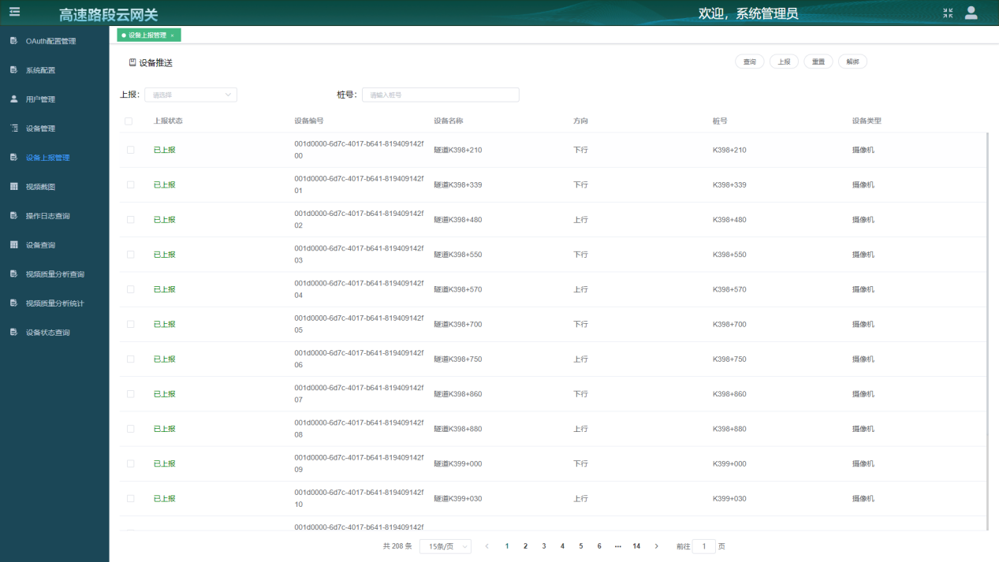 高速路段云网关
欢迎，系统管理员
OAuth配置管理
系统配置
用户管理
设备管理
设备上报管理
视频截图
操作日志查询
设备查询
视频质量分析查询
视频质量分析统计
设备状态查询
设备上报管理 ×
设备推送
查询 上报 重置 解绑
上报： 请选择 桩号： 请输入桩号
上报状态 设备编号 设备名称 方向 桩号 设备类型
已上报 001d0000-6d7c-4017-b641-819409142f00 隧道K398+210 下行 K398+210 摄像机
已上报 001d0000-6d7c-4017-b641-819409142f01 隧道K398+339 下行 K398+339 摄像机
已上报 001d0000-6d7c-4017-b641-819409142f02 隧道K398+480 上行 K398+480 摄像机
已上报 001d0000-6d7c-4017-b641-819409142f03 隧道K398+550 下行 K398+550 摄像机
已上报 001d0000-6d7c-4017-b641-819409142f04 隧道K398+570 上行 K398+570 摄像机
已上报 001d0000-6d7c-4017-b641-819409142f05 隧道K398+700 下行 K398+700 摄像机
已上报 001d0000-6d7c-4017-b641-819409142f06 隧道K398+750 上行 K398+750 摄像机
已上报 001d0000-6d7c-4017-b641-819409142f07 隧道K398+860 下行 K398+860 摄像机
已上报 001d0000-6d7c-4017-b641-819409142f08 隧道K398+880 上行 K398+880 摄像机
已上报 001d0000-6d7c-4017-b641-819409142f09 隧道K399+000 下行 K399+000 摄像机
已上报 001d0000-6d7c-4017-b641-819409142f10 隧道K399+030 上行 K399+030 摄像机
001d0000-6d7c-4017-b641-819409142f
共 208 条 15条/页 < 1 2 3 4 5 6 ··· 14 > 前往 1 页